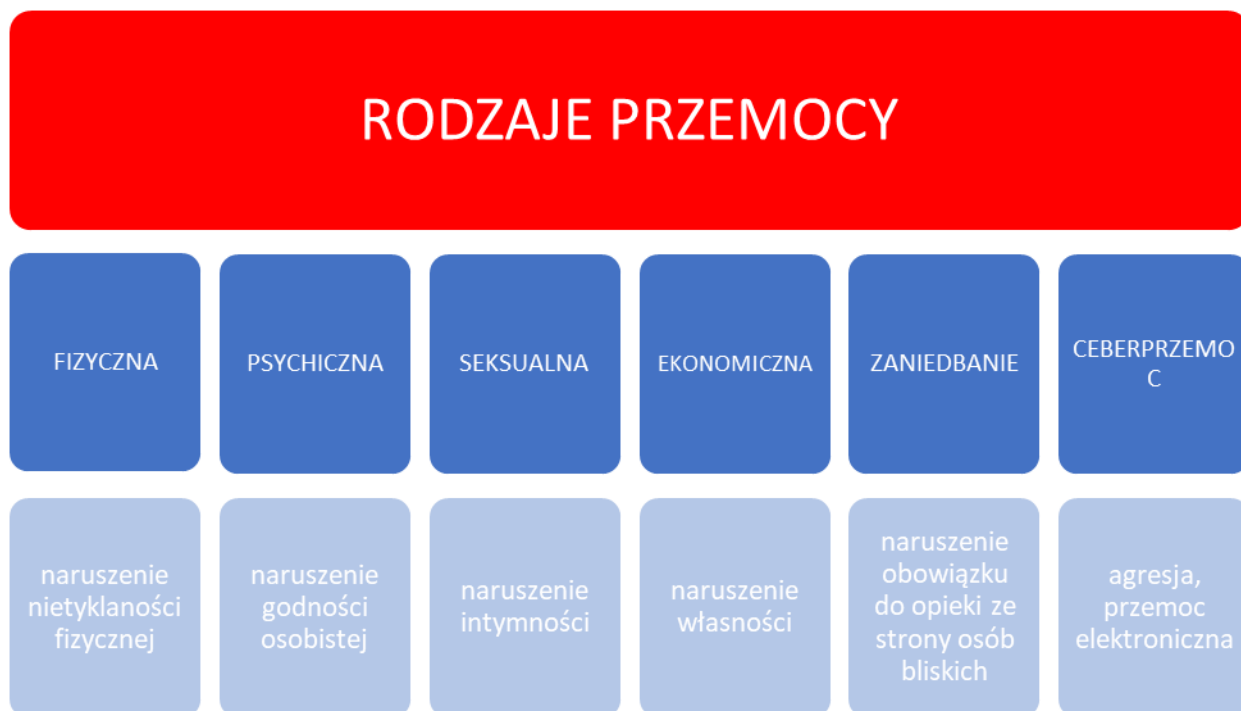 RODZAJE PRZEMOCY
FIZYCZNA
PSYCHICZNA
SEKSUALNA
EKONOMICZNA
ZANIEDBANIE
CEBERPRZEMO
C
naruszenie
nietyklaności
fizycznej
naruszenie
godności
osobistej
naruszenie
intymności
naruszenie
własności
naruszenie
obowiązku
do opieki ze
strony osób
bliskich
agresja,
przemoc
elektroniczna